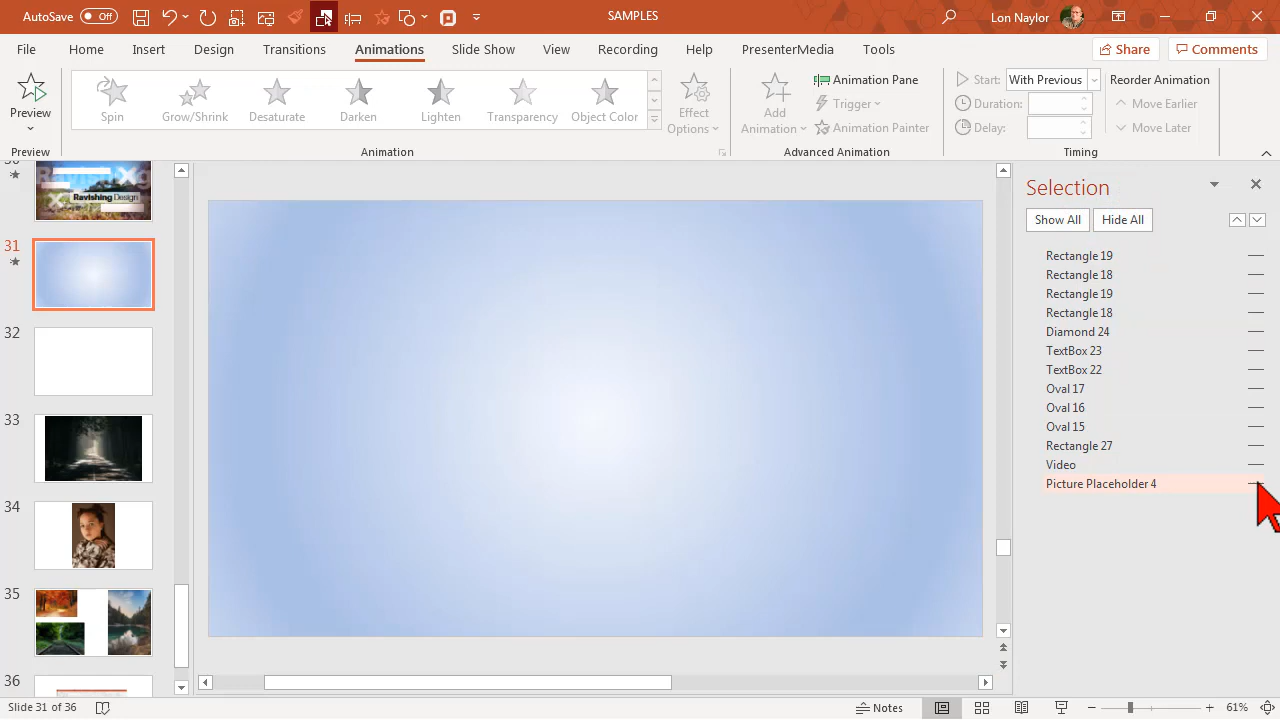 AutoSave Off SAMPLES Lon Naylor
File Home Insert Design Transitions Animations Slide Show View Recording Help PresenterMedia Tools Share Comments
Preview
Spin Grow/Shrink Desaturate Darken Lighten Transparency Object Color
Effect Options
Add Animation
Animation Pane
Trigger
Animation Painter
Start: With Previous
Duration:
Delay:
Reorder Animation
Move Earlier
Move Later
Preview Animation Advanced Animation Timing
30
Ravishing Design
31
32
33
34
35
36
Selection
Show All Hide All
Rectangle 19
Rectangle 18
Rectangle 19
Rectangle 18
Diamond 24
TextBox 23
TextBox 22
Oval 17
Oval 16
Oval 15
Rectangle 27
Video
Picture Placeholder 4
Slide 31 of 36 Notes 61%